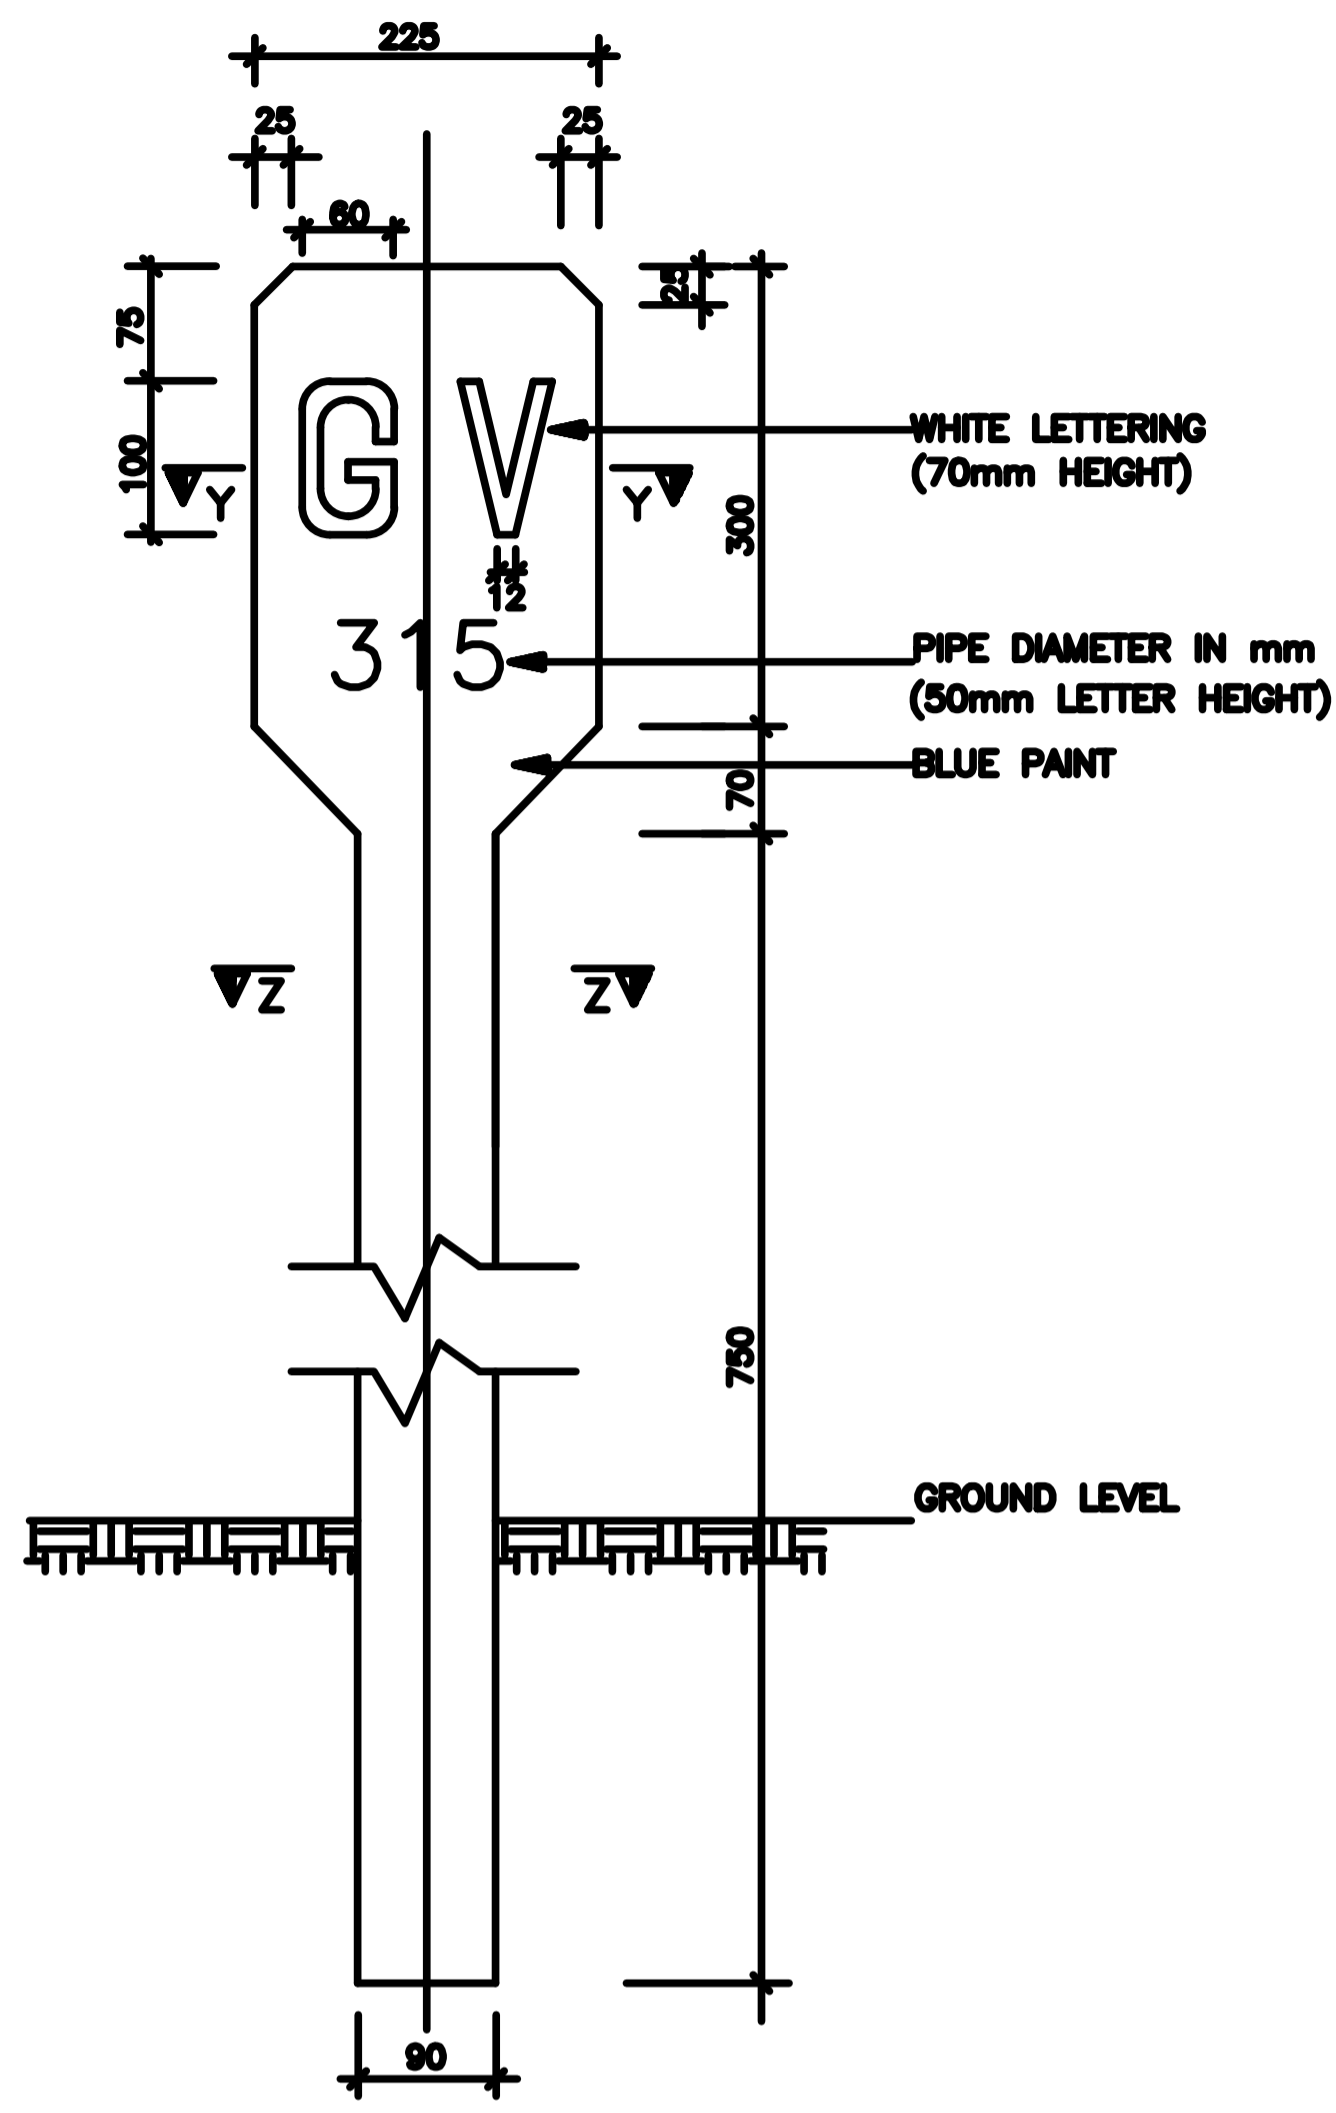 225
25 25
60
25
75
G V
WHITE LETTERING
(70mm HEIGHT)
100
Y Y
300
12
315
PIPE DIAMETER IN mm
(50mm LETTER HEIGHT)
BLUE PAINT
70
Z Z
750
GROUND LEVEL
90